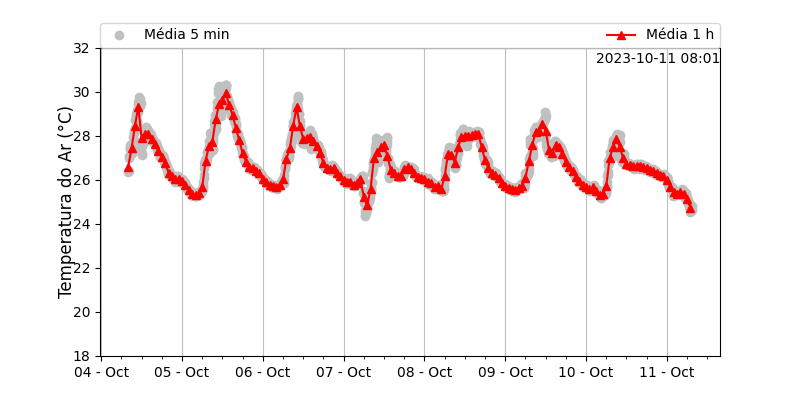 Média 5 min
Média 1 h
2023-10-11 08:01
Temperatura do Ar (°C)
32
30
28
26
24
22
20
18
04 - Oct
05 - Oct
06 - Oct
07 - Oct
08 - Oct
09 - Oct
10 - Oct
11 - Oct